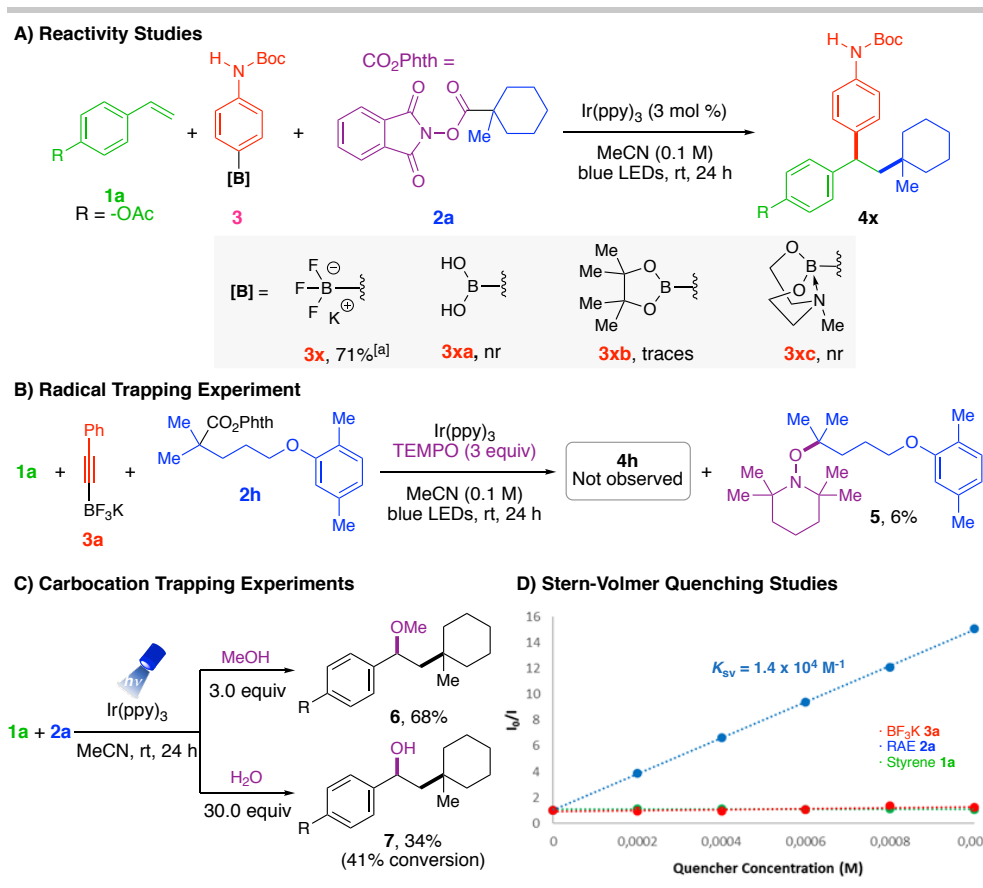 A) Reactivity Studies
H
N
Boc
CO2Phth =
H
N
Boc
O
N
O
O
O
Me
R
[B]
1a
R = -OAc
+
3
+
2a
Ir(ppy)3 (3 mol %)
MeCN (0.1 M)
blue LEDs, rt, 24 h
R
Me
4x
[B] =
F
F
F
B
⊖
K
⊕
HO
B
HO
Me
Me
Me
Me
O
B
O
O
B
O
N
Me
3x, 71%[a]
3xa, nr
3xb, traces
3xc, nr
B) Radical Trapping Experiment
1a
+
Ph
BF3K
3a
+
Me
CO2Phth
Me
O
Me
Me
2h
Ir(ppy)3
TEMPO (3 equiv)
MeCN (0.1 M)
blue LEDs, rt, 24 h
4h
Not observed
+
Me
Me
O
Me
Me
O
N
Me
Me
Me
5, 6%
C) Carbocation Trapping Experiments
1a + 2a
hν
Ir(ppy)3
MeCN, rt, 24 h
MeOH
3.0 equiv
OMe
Me
R
6, 68%
H2O
30.0 equiv
OH
Me
R
7, 34%
(41% conversion)
D) Stern-Volmer Quenching Studies
16
14
12
10
8
6
4
2
0
I0/I
Ksv = 1.4 x 10⁴ M⁻¹
· BF3K 3a
· RAE 2a
· Styrene 1a
0
0,0002
0,0004
0,0006
0,0008
0,00
Quencher Concentration (M)